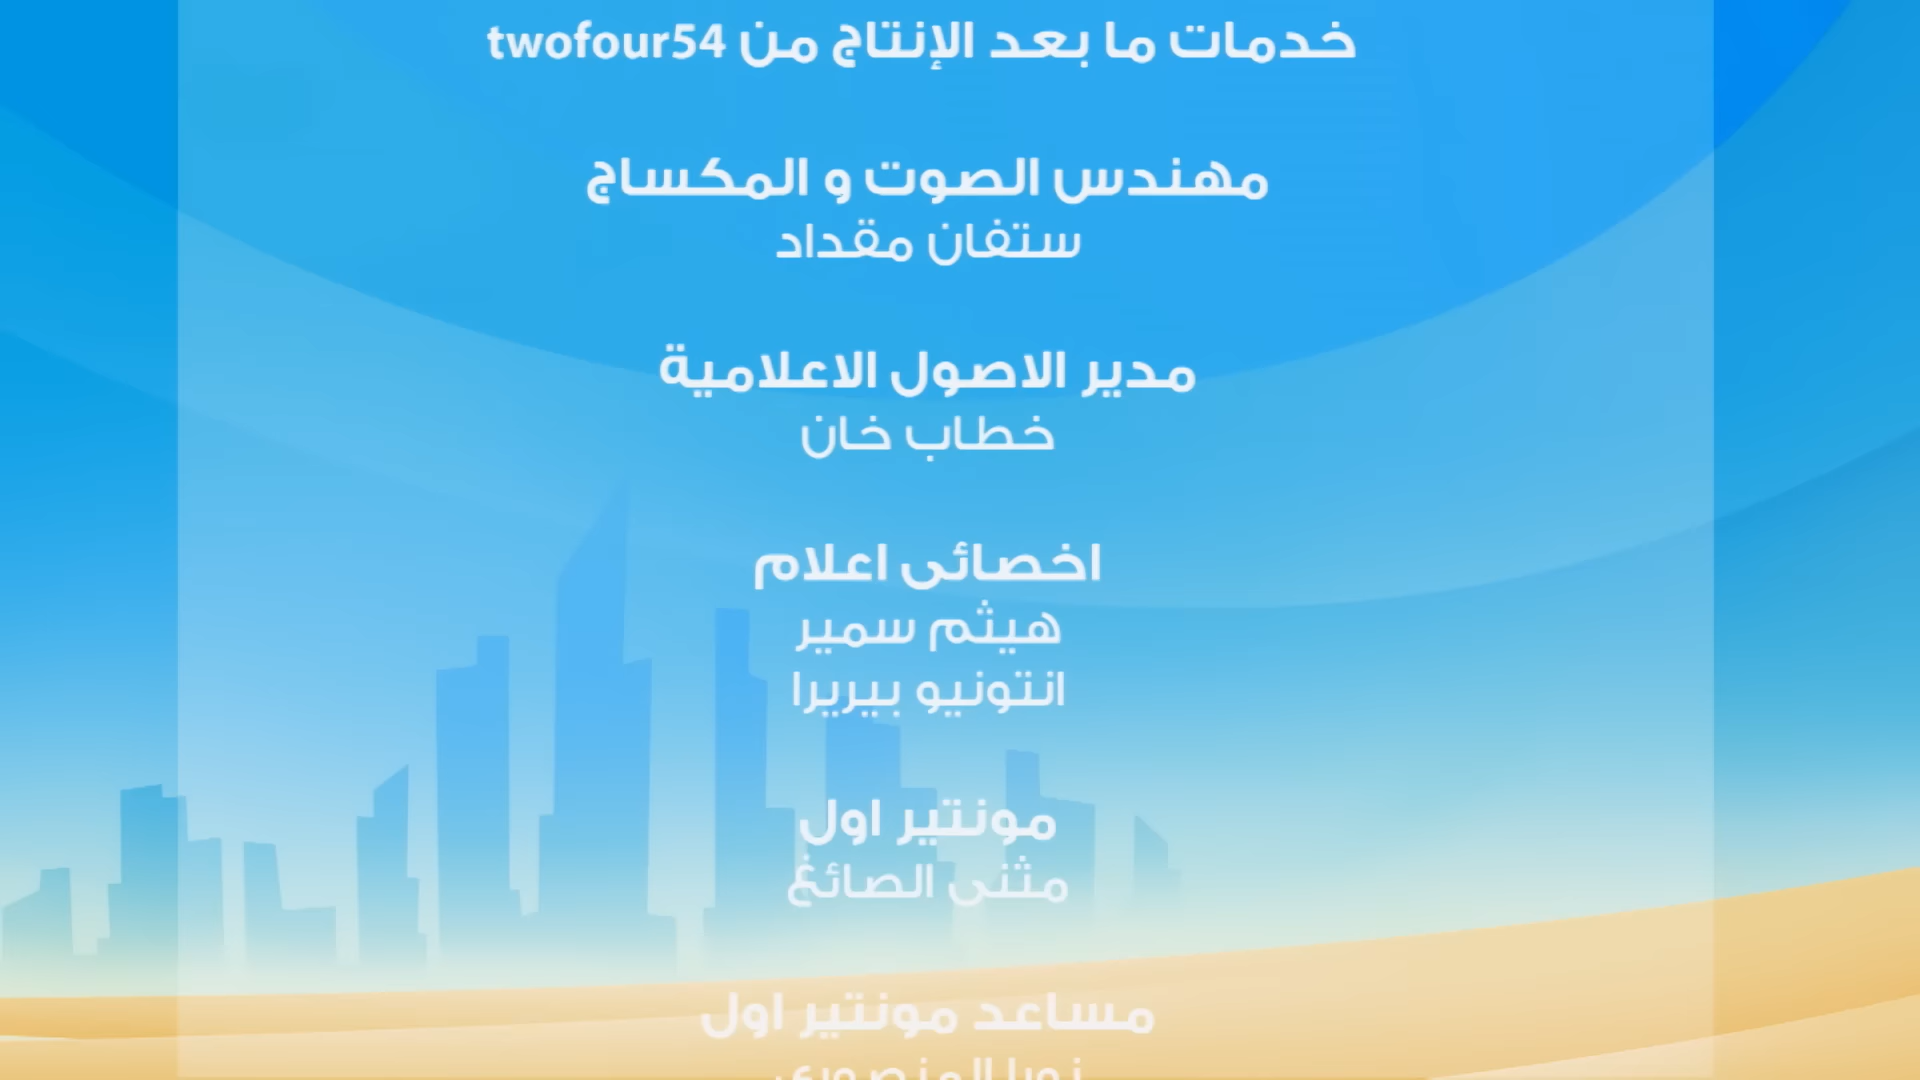 خدمات ما بعد الإنتاج من twofour54
مهندس الصوت و المكساج
ستفان مقداد
مدير الاصول الاعلامية
خطاب خان
اخصائى اعلام
هيثم سمير
انتونيو بيريرا
مونتير اول
مثنى الصائغ
مساعد مونتير اول
المنصوري